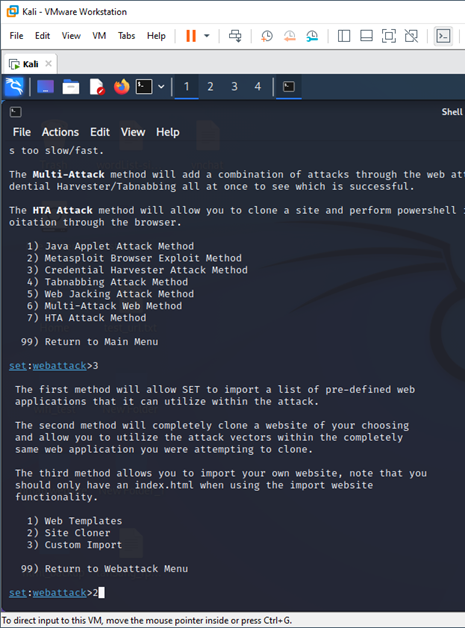 Kali - VMware Workstation
File Edit View VM Tabs Help
Kali
1 2 3 4
Shell
File Actions Edit View Help
s too slow/fast.
The Multi-Attack method will add a combination of attacks through the web att
dential Harvester/Tabnabbing all at once to see which is successful.
The HTA Attack method will allow you to clone a site and perform powershell i
oitation through the browser.
1) Java Applet Attack Method
2) Metasploit Browser Exploit Method
3) Credential Harvester Attack Method
4) Tabnabbing Attack Method
5) Web Jacking Attack Method
6) Multi-Attack Web Method
7) HTA Attack Method
99) Return to Main Menu
set:webattack>3
The first method will allow SET to import a list of pre-defined web
applications that it can utilize within the attack.
The second method will completely clone a website of your choosing
and allow you to utilize the attack vectors within the completely
same web application you were attempting to clone.
The third method allows you to import your own website, note that you
should only have an index.html when using the import website
functionality.
1) Web Templates
2) Site Cloner
3) Custom Import
99) Return to Webattack Menu
set:webattack>2
To direct input to this VM, move the mouse pointer inside or press Ctrl+G.